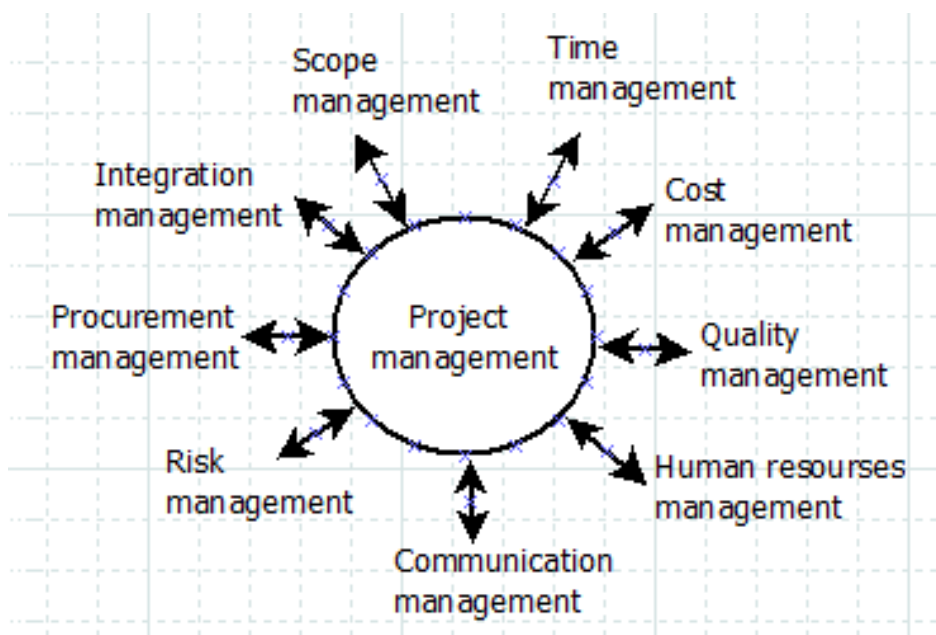 Scope
management
Time
management
Integration
management
Cost
management
Procurement
management
Project
management
Quality
management
Risk
management
Human resourses
management
Communication
management